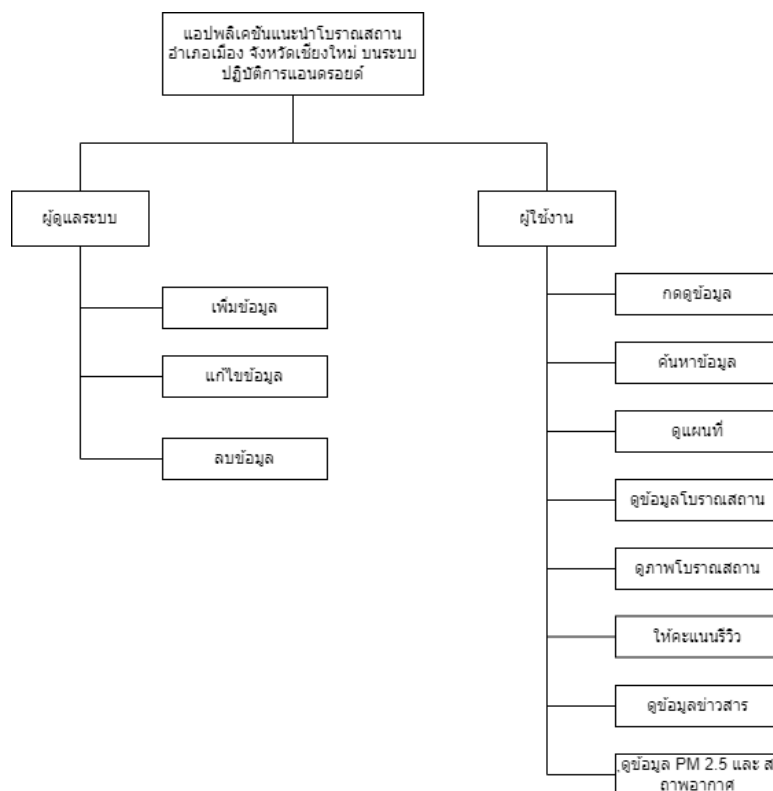 แอปพลิเคชันแนะนำโบราณสถาน
อำเภอเมือง จังหวัดเชียงใหม่ บนระบบ
ปฏิบัติการแอนดรอยด์
ผู้ดูแลระบบ
เพิ่มข้อมูล
แก้ไขข้อมูล
ลบข้อมูล
ผู้ใช้งาน
กดดูข้อมูล
ค้นหาข้อมูล
ดูแผนที่
ดูข้อมูลโบราณสถาน
ดูภาพโบราณสถาน
ให้คะแนนรีวิว
ดูข้อมูลข่าวสาร
ดูข้อมูล PM 2.5 และ ส
ถาพอากาศ